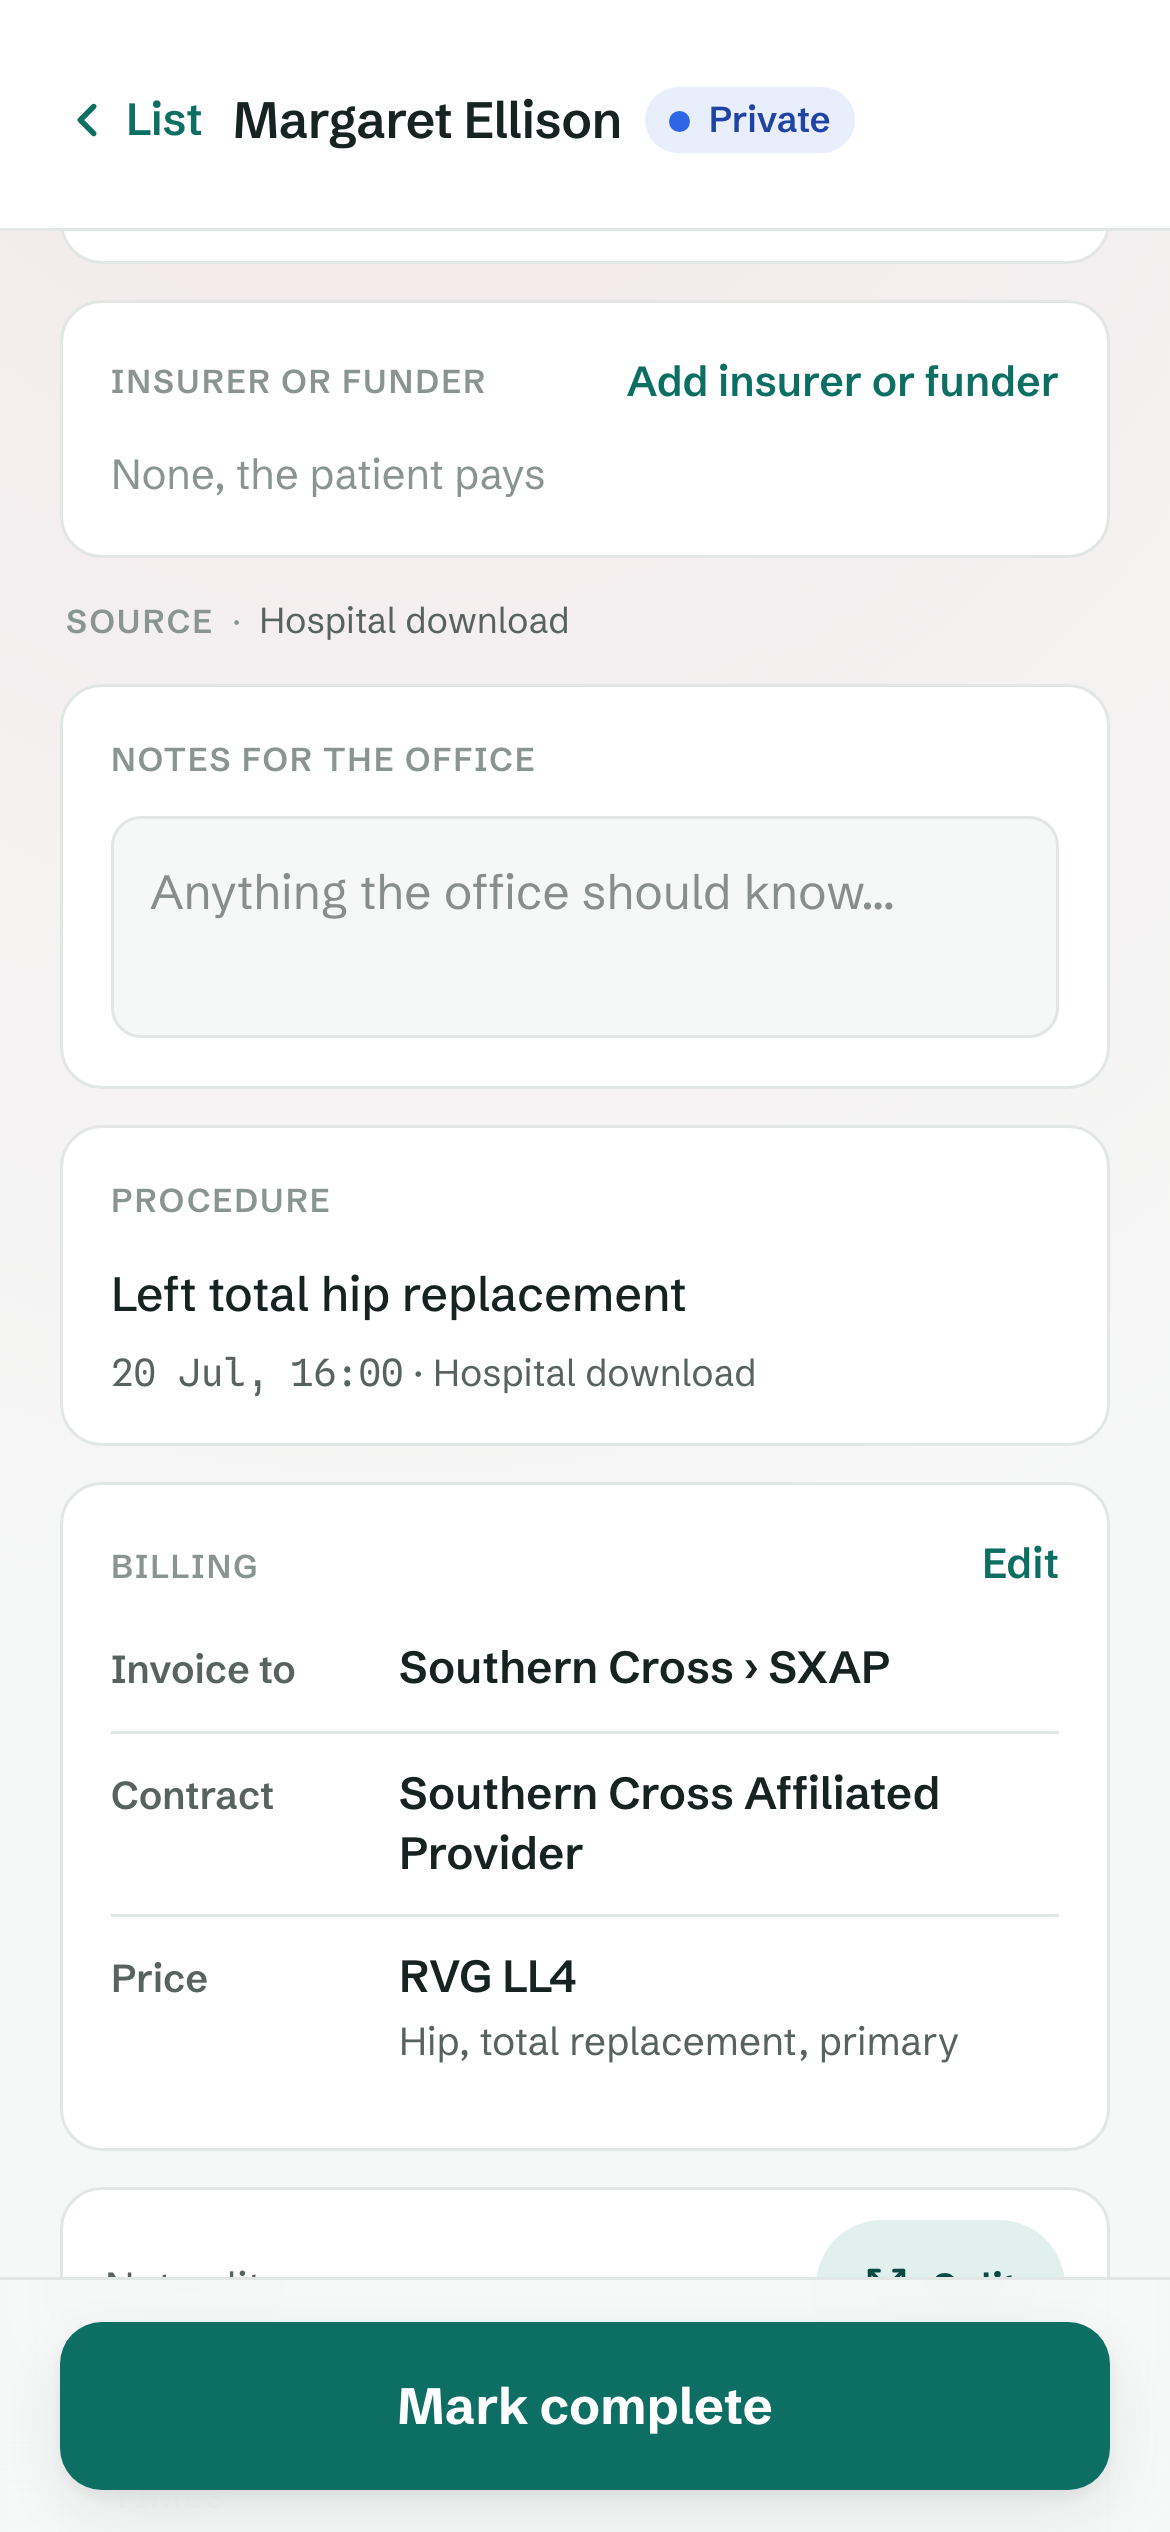 List Margaret Ellison Private
INSURER OR FUNDER Add insurer or funder
None, the patient pays
SOURCE · Hospital download
NOTES FOR THE OFFICE
Anything the office should know...
PROCEDURE
Left total hip replacement
20 Jul, 16:00 · Hospital download
BILLING Edit
Invoice to Southern Cross › SXAP
Contract Southern Cross Affiliated
Provider
Price RVG LL4
Hip, total replacement, primary
Mark complete